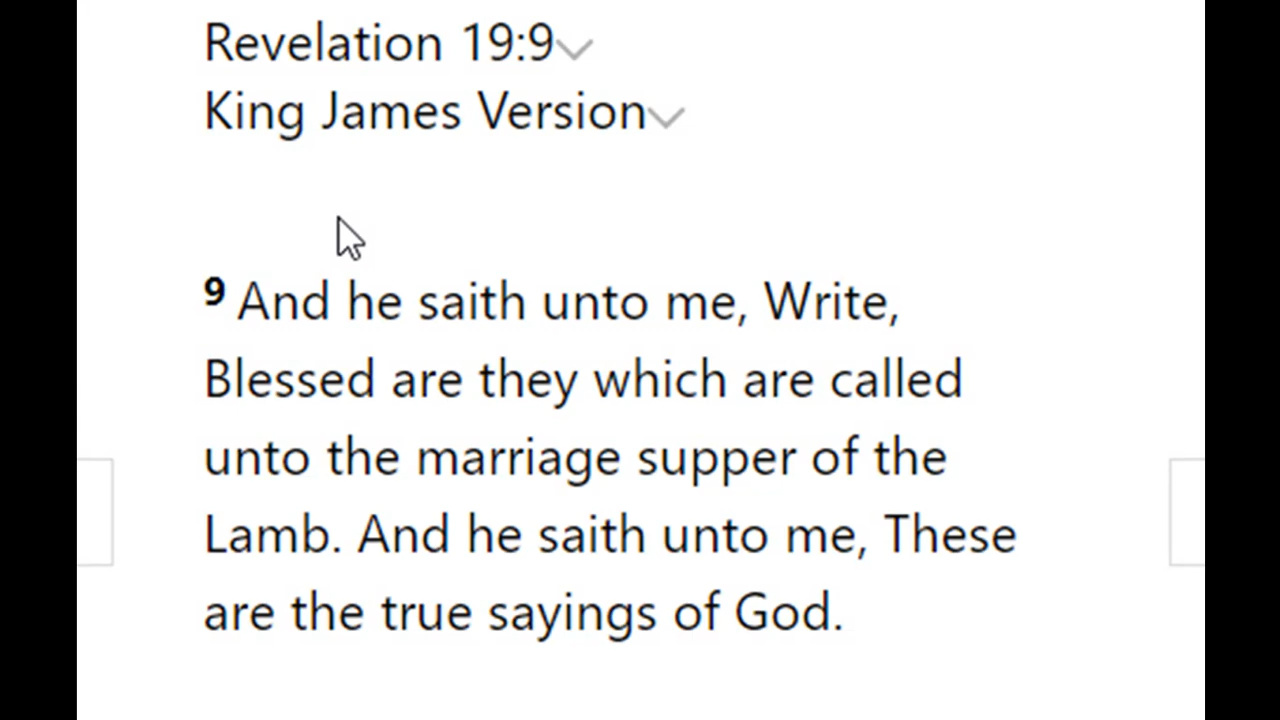 Revelation 19:9
King James Version
9 And he saith unto me, Write,
Blessed are they which are called
unto the marriage supper of the
Lamb. And he saith unto me, These
are the true sayings of God.